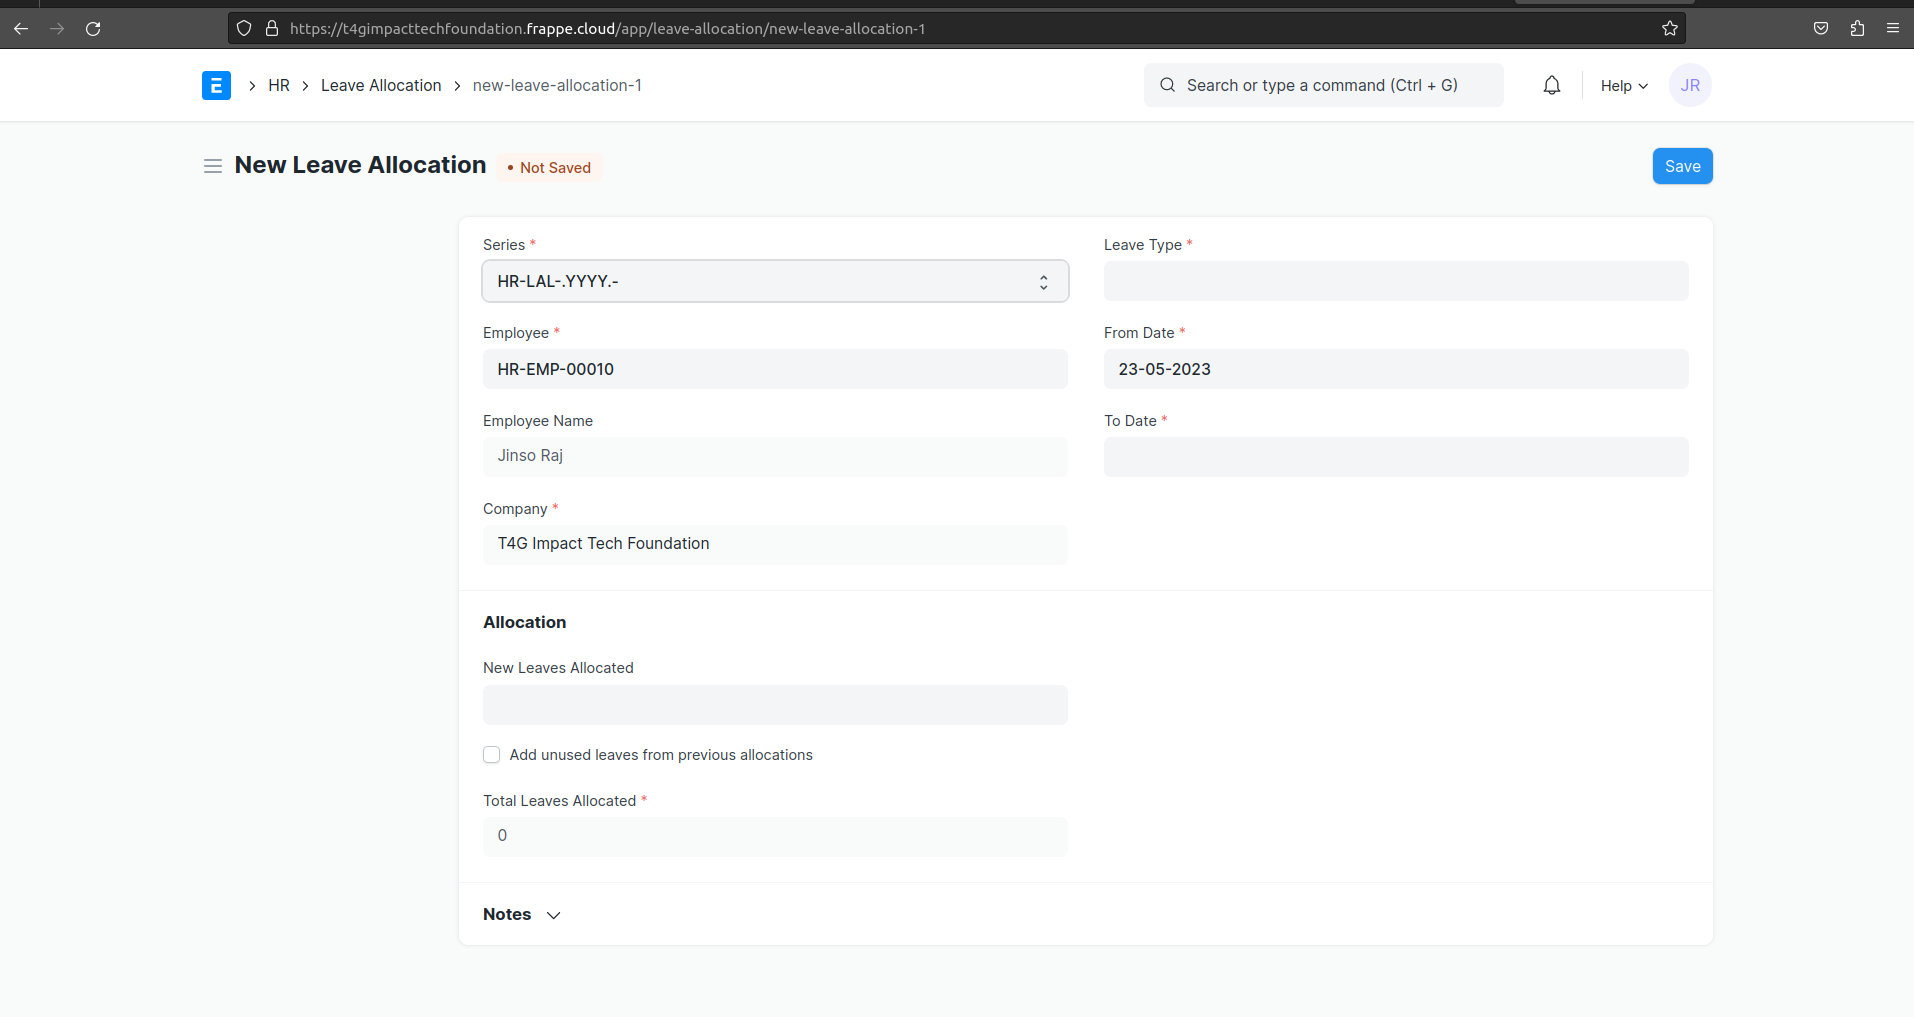 https://t4gimpacttechfoundation.frappe.cloud/app/leave-allocation/new-leave-allocation-1
E > HR > Leave Allocation > new-leave-allocation-1
Search or type a command (Ctrl + G)
Help
JR
New Leave Allocation
• Not Saved
Save
Series *
HR-LAL-.YYYY.-
Leave Type *
Employee *
HR-EMP-00010
From Date *
23-05-2023
Employee Name
Jinso Raj
To Date *
Company *
T4G Impact Tech Foundation
Allocation
New Leaves Allocated
Add unused leaves from previous allocations
Total Leaves Allocated *
0
Notes